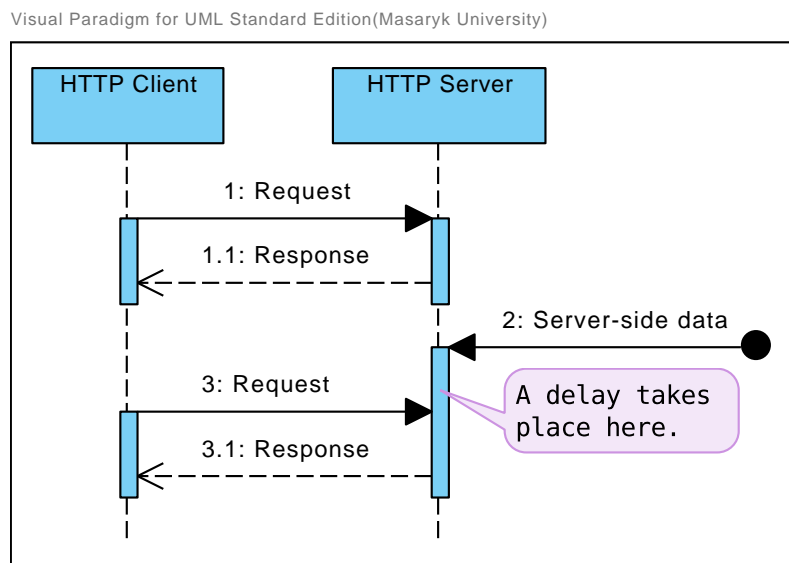 Visual Paradigm for UML Standard Edition(Masaryk University)
HTTP Client
HTTP Server
1: Request
1.1: Response
2: Server-side data
3: Request
A delay takes
place here.
3.1: Response